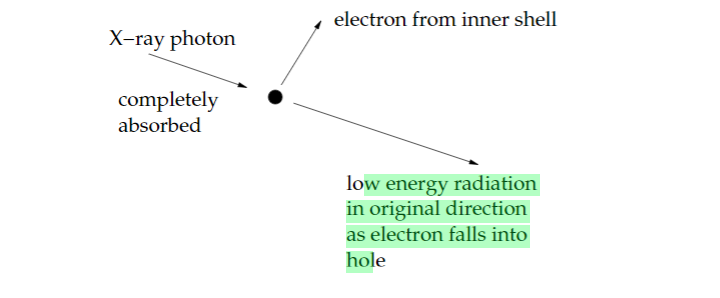 electron from inner shell
X−ray photon
completely
absorbed
low energy radiation
in original direction
as electron falls into
hole